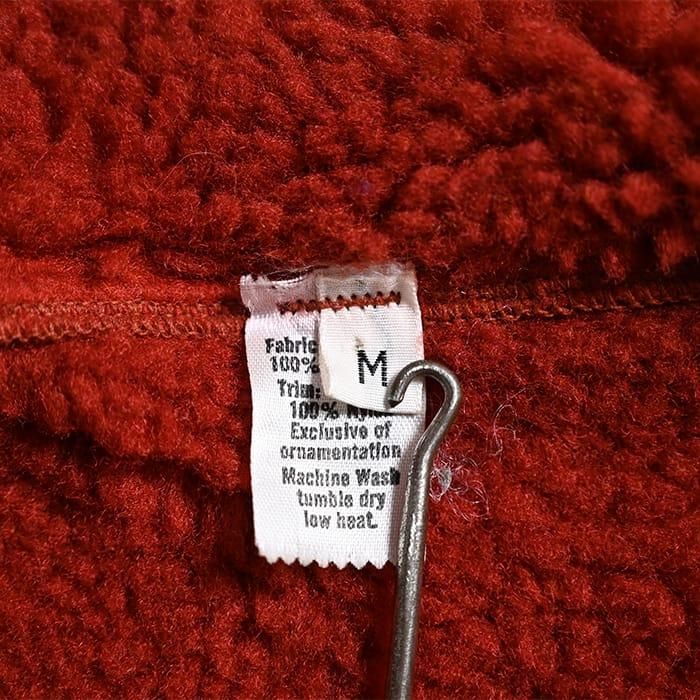 M
Fabric
100%
Trim:
100% Nylon
Exclusive of
ornamentation
Machine Wash
tumble dry
low heat.